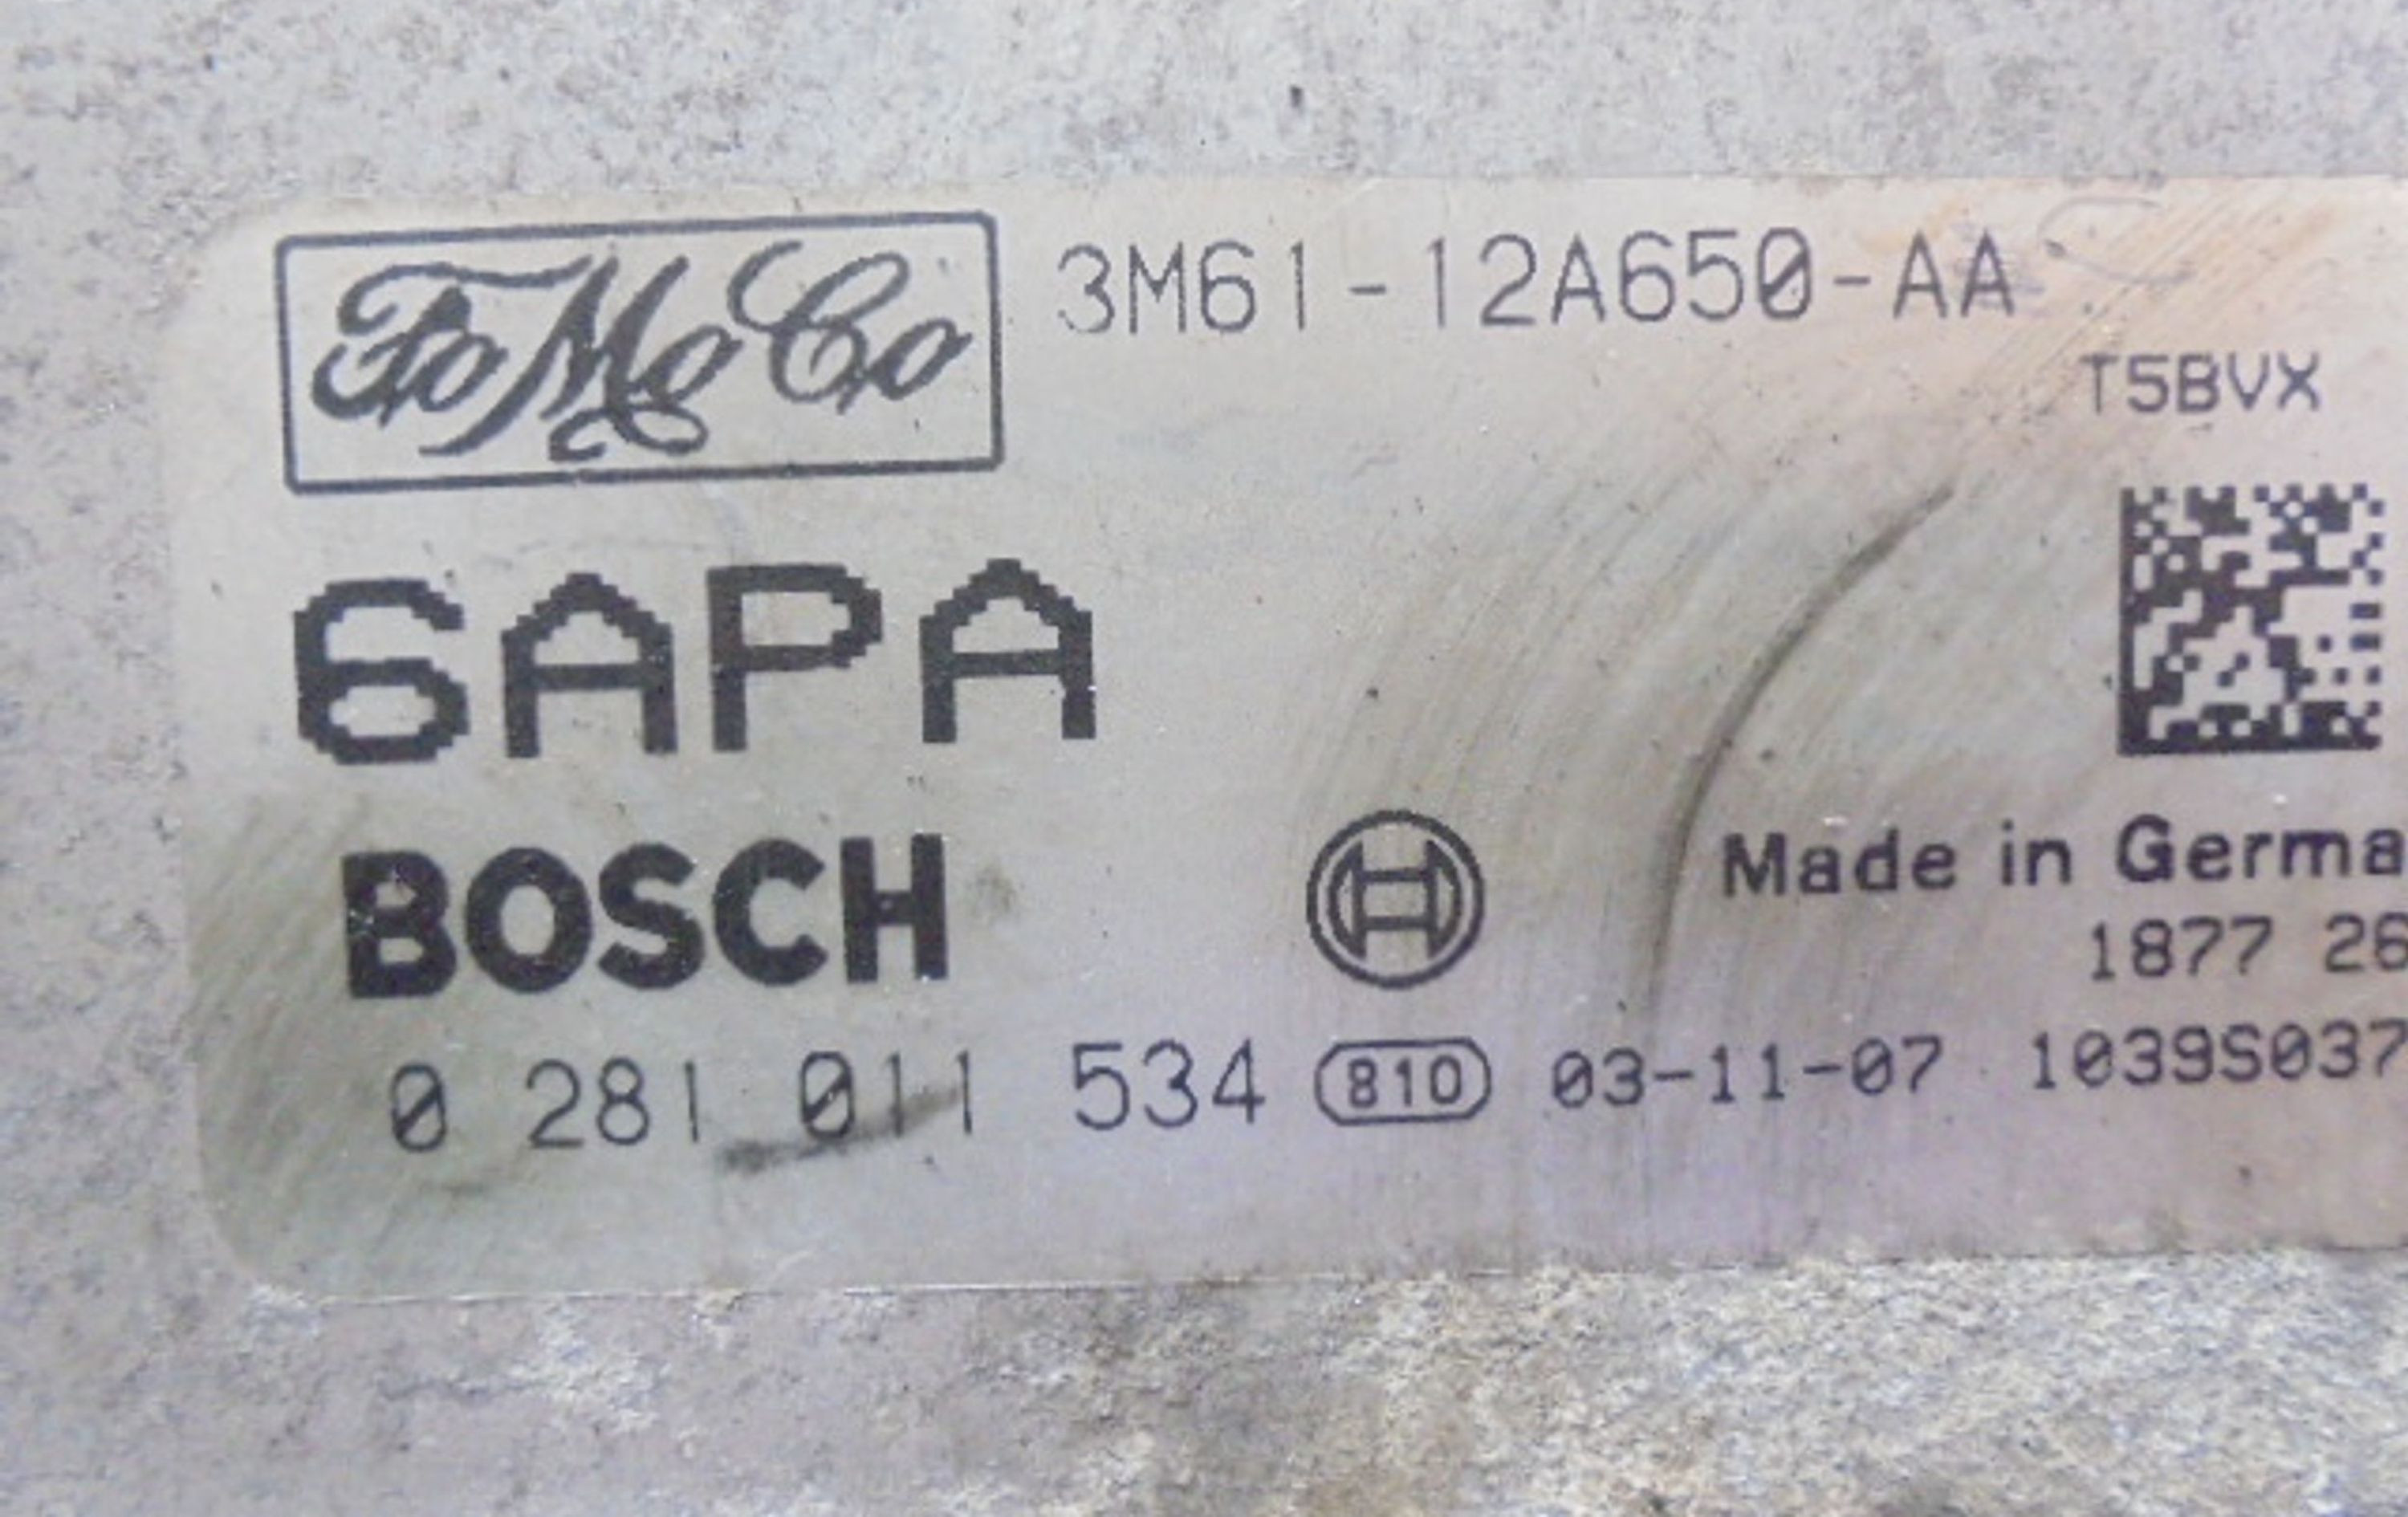 FoMoCo 3M61-12A650-AA
T5BVX
6APA
BOSCH Made in Germa
1877 26
0 281 011 534 810 03-11-07 1039S037